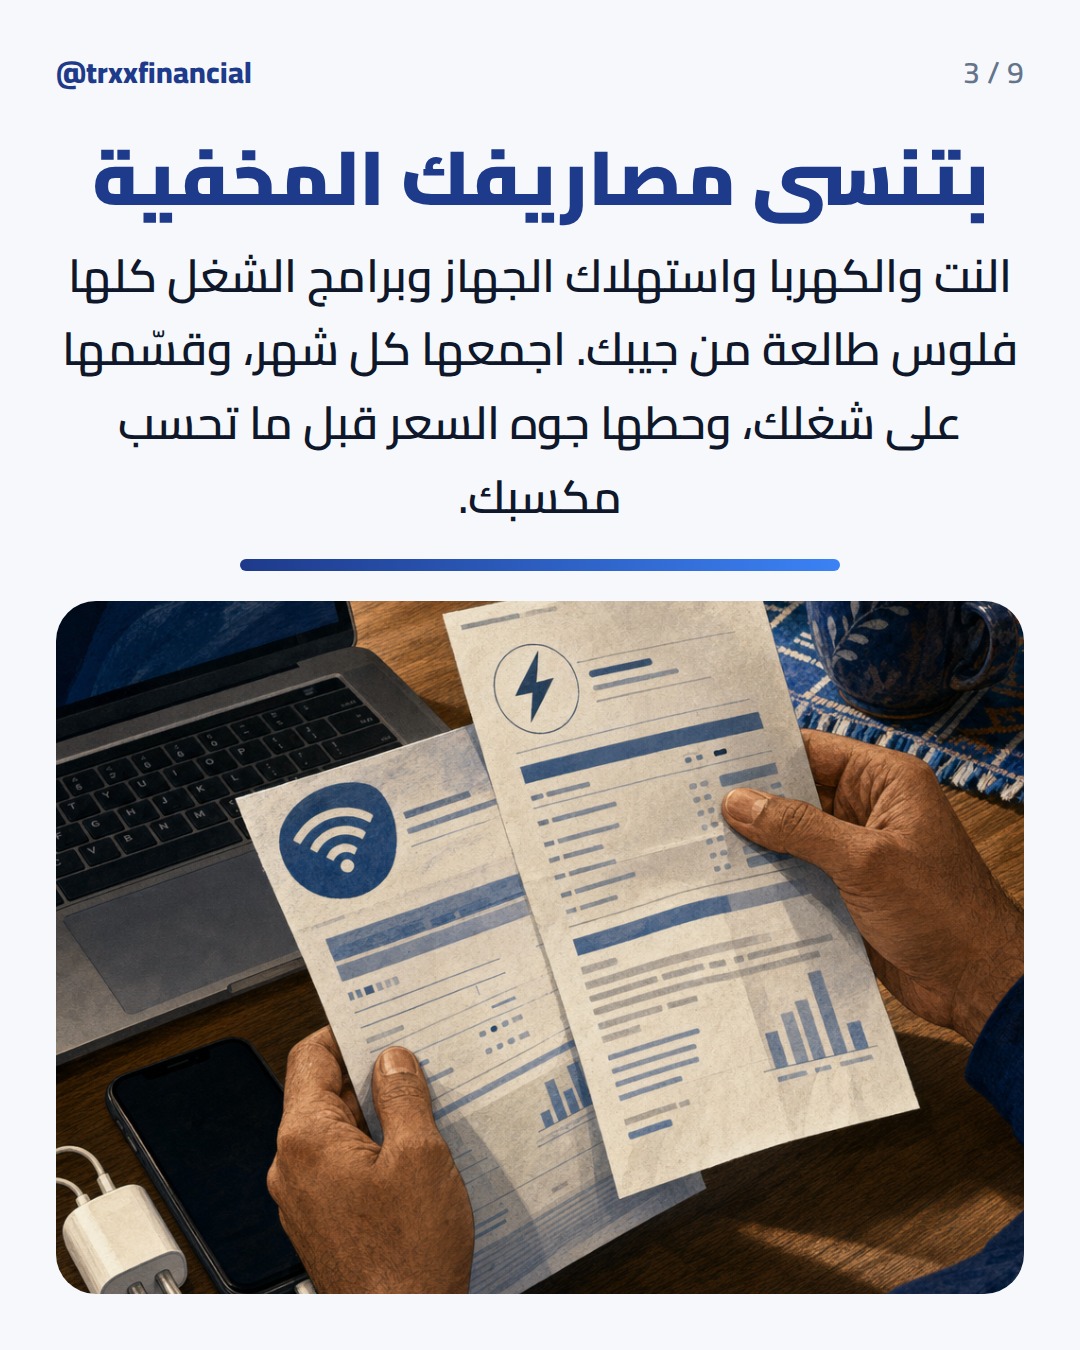 @trxxfinancial
3 / 9
بتنسى مصاريفك المخفية
النت والكهربا واستهلاك الجهاز وبرامج الشغل كلها
فلوس طالعة من جيبك. اجمعها كل شهر، وقسّمها
على شغلك، وحطها جوه السعر قبل ما تحسب
مكسبك.